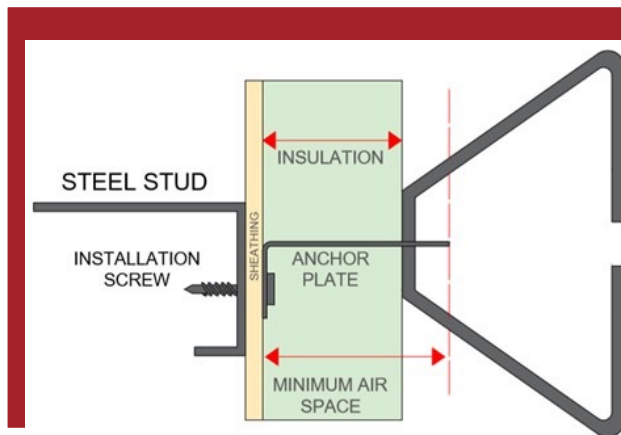 INSULATION
STEEL STUD
SHEATHING
INSTALLATION
SCREW
ANCHOR
PLATE
MINIMUM AIR
SPACE